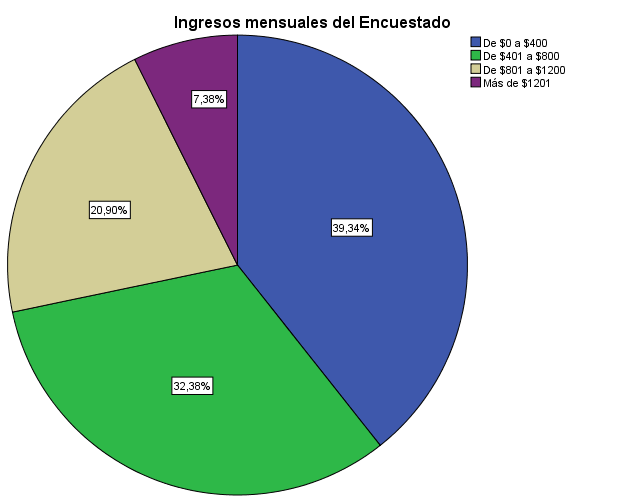 Ingresos mensuales del Encuestado
De $0 a $400
De $401 a $800
De $801 a $1200
Más de $1201
7,38%
20,90%
39,34%
32,38%